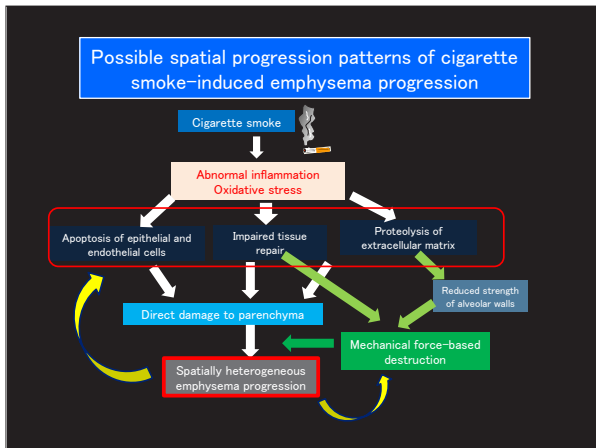 Possible spatial progression patterns of cigarette
smoke-induced emphysema progression
Cigarette smoke
Abnormal inflammation
Oxidative stress
Apoptosis of epithelial and
endothelial cells
Impaired tissue
repair
Proteolysis of
extracellular matrix
Reduced strength
of alveolar walls
Direct damage to parenchyma
Mechanical force-based
destruction
Spatially heterogeneous
emphysema progression